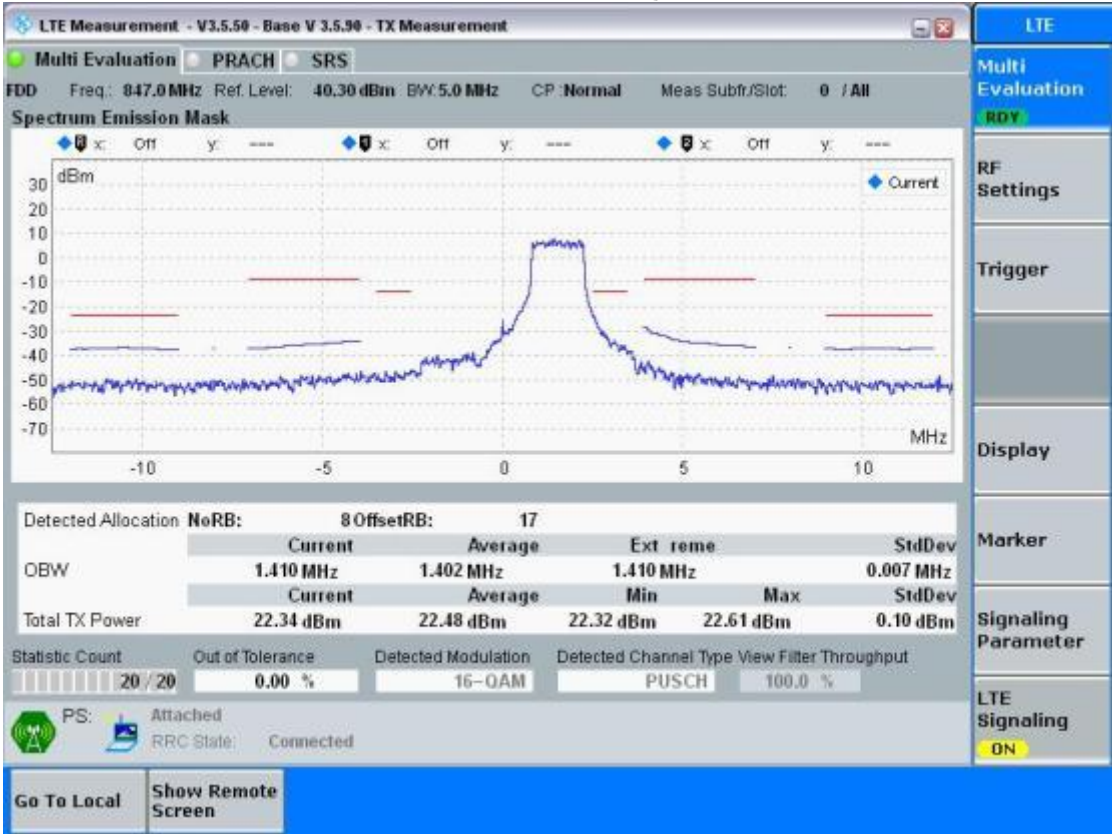 LTE Measurement - V3.5.50 - Base V 3.5.90 - TX Measurement
LTE
Multi Evaluation PRACH SRS
FDD Freq.: 847.0 MHz Ref. Level: 40.30 dBm BW: 5.0 MHz CP :Normal Meas Subfr./Slot: 0 / All
Spectrum Emission Mask
x: Off y: --- x: Off y: --- x: Off y: ---
dBm
Current
30
20
10
0
-10
-20
-30
-40
-50
-60
-70
MHz
-10 -5 0 5 10
Detected Allocation NoRB: 8 OffsetRB: 17
Current Average Ext reme StdDev
OBW 1.410 MHz 1.402 MHz 1.410 MHz 0.007 MHz
Current Average Min Max StdDev
Total TX Power 22.34 dBm 22.48 dBm 22.32 dBm 22.61 dBm 0.10 dBm
Statistic Count Out of Tolerance Detected Modulation Detected Channel Type View Filter Throughput
20 / 20 0.00 % 16-QAM PUSCH 100.0 %
PS: Attached
RRC State: Connected
Multi
Evaluation
RDY
RF
Settings
Trigger
Display
Marker
Signaling
Parameter
LTE
Signaling
ON
Go To Local
Show Remote
Screen